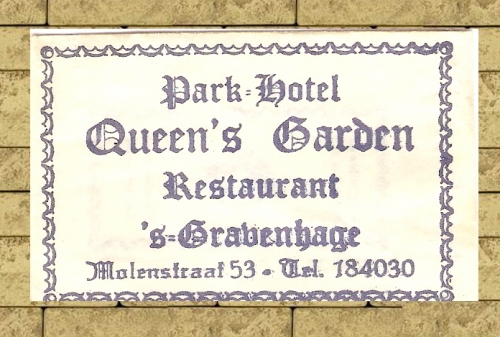 Park-Hotel
Queen's Garden
Restaurant
's-Gravenhage
Molenstraat 53 - Tel. 184030